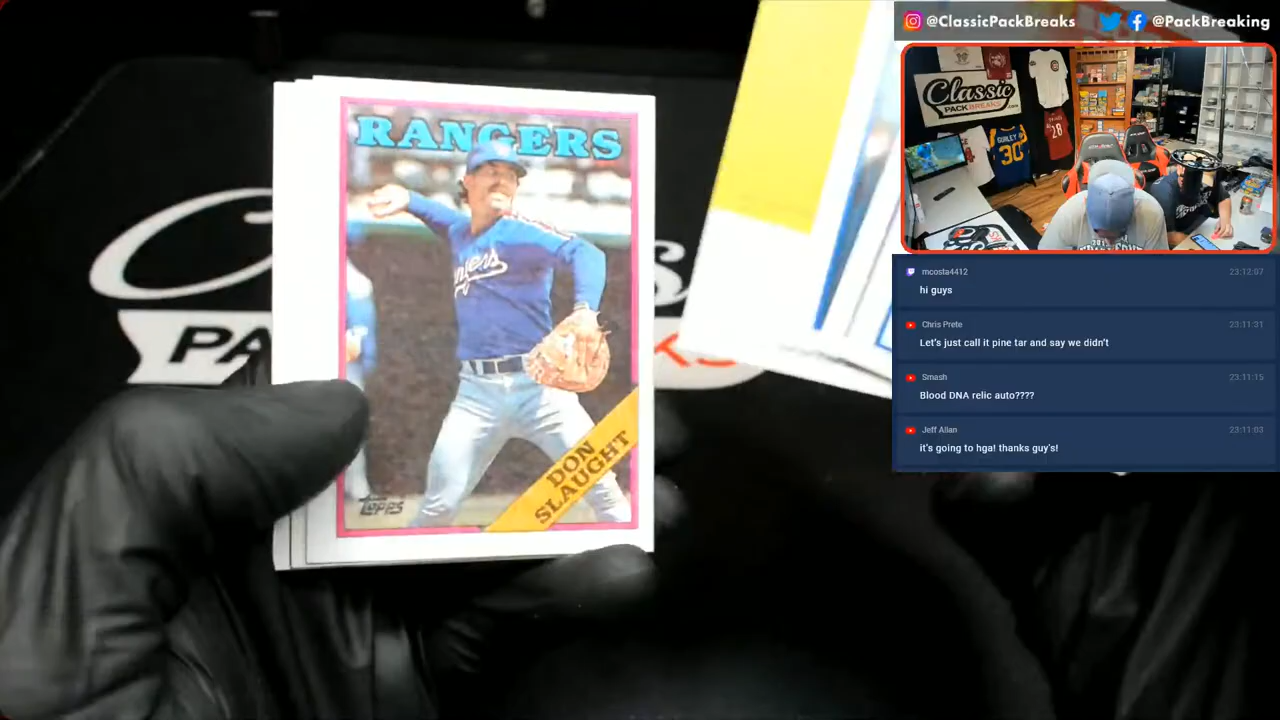 @ClassicPackBreaks
@PackBreaking
RANGERS
DON
SLAUGHT
Topps
PA
Classic
PACK BREAKS
30
28
mcosta4412
23:12:07
hi guys
Chris Prete
23:11:31
Let's just call it pine tar and say we didn't
Smash
23:11:15
Blood DNA relic auto????
Jeff Allan
23:11:03
it's going to hga! thanks guy's!